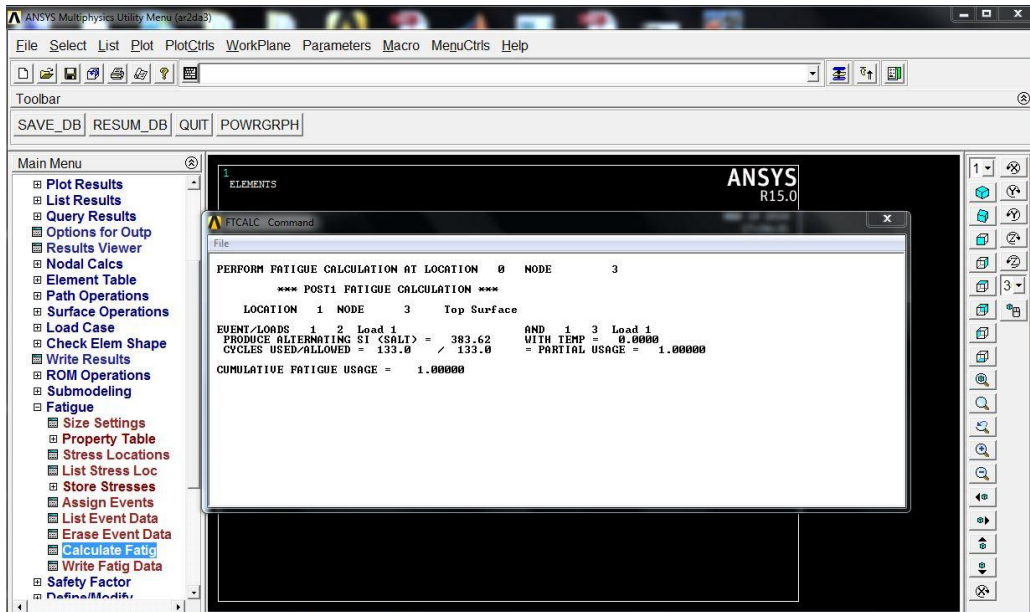 ANSYS Multiphysics Utility Menu (ar2da3)
File Select List Plot PlotCtrls WorkPlane Parameters Macro MenuCtrls Help
Toolbar
SAVE_DB RESUM_DB QUIT POWRGRPH
Main Menu
Plot Results
List Results
Query Results
Options for Outp
Results Viewer
Nodal Calcs
Element Table
Path Operations
Surface Operations
Load Case
Check Elem Shape
Write Results
ROM Operations
Submodeling
Fatigue
Size Settings
Property Table
Stress Locations
List Stress Loc
Store Stresses
Assign Events
List Event Data
Erase Event Data
Calculate Fatig
Write Fatig Data
Safety Factor
Define/Modify
1
ELEMENTS
ANSYS
R15.0
FTCALC Command
File
PERFORM FATIGUE CALCULATION AT LOCATION 0 NODE 3
*** POST1 FATIGUE CALCULATION ***
LOCATION 1 NODE 3 Top Surface
EVENT/LOADS 1 2 Load 1 AND 1 3 Load 1
PRODUCE ALTERNATING SI (SALT) = 383.62 WITH TEMP = 0.0000
CYCLES USED/ALLOWED = 133.0 / 133.0 = PARTIAL USAGE = 1.00000
CUMULATIVE FATIGUE USAGE = 1.00000
1
3